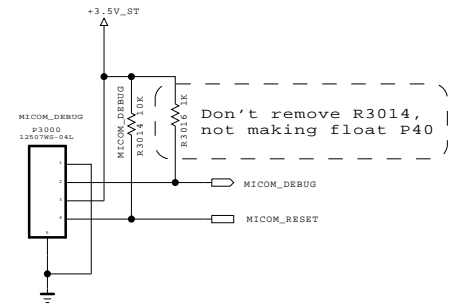 +3.5V_ST
MICOM_DEBUG
R3014 10K
R3016 1K
Don't remove R3014,
not making float P40
MICOM_DEBUG
P3000
12507WS-04L
1
2
3
4
5
MICOM_DEBUG
MICOM_RESET